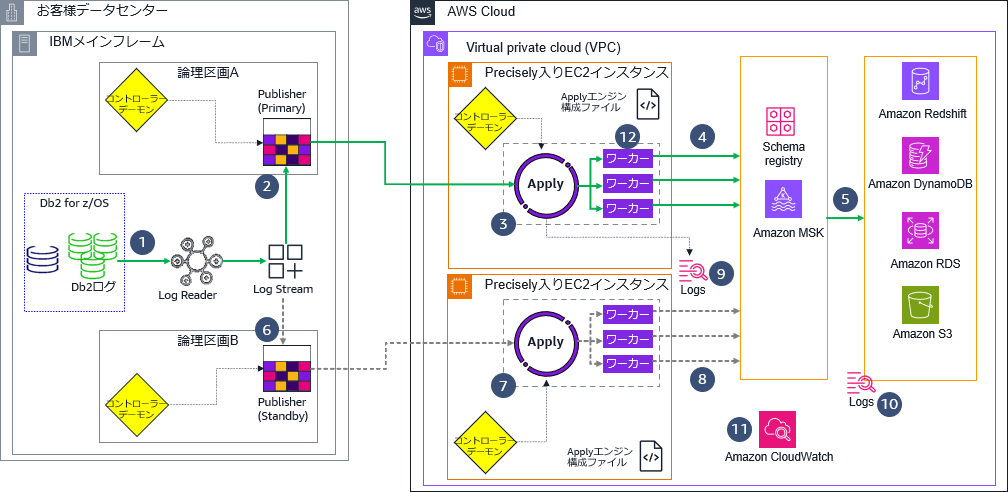 お客様データセンター
IBMメインフレーム
論理区画A
コントローラー
デーモン
Publisher
(Primary)
2
Db2 for z/OS
Db2ログ
1
Log Reader
Log Stream
6
論理区画B
コントローラー
デーモン
Publisher
(Standby)
aws
AWS Cloud
Virtual private cloud (VPC)
Precisely入りEC2インスタンス
コントローラー
デーモン
Applyエンジン
構成ファイル
12
Apply
ワーカー
ワーカー
ワーカー
3
4
Logs
9
Precisely入りEC2インスタンス
Apply
ワーカー
ワーカー
ワーカー
7
8
コントローラー
デーモン
Applyエンジン
構成ファイル
Schema
registry
Amazon MSK
5
Amazon Redshift
Amazon DynamoDB
Amazon RDS
Amazon S3
Logs
10
11
Amazon CloudWatch